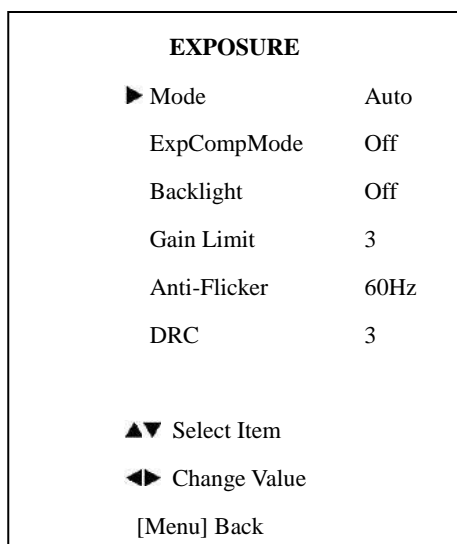 EXPOSURE
▶ Mode Auto
ExpCompMode Off
Backlight Off
Gain Limit 3
Anti-Flicker 60Hz
DRC 3
▲▼ Select Item
◀▶ Change Value
[Menu] Back